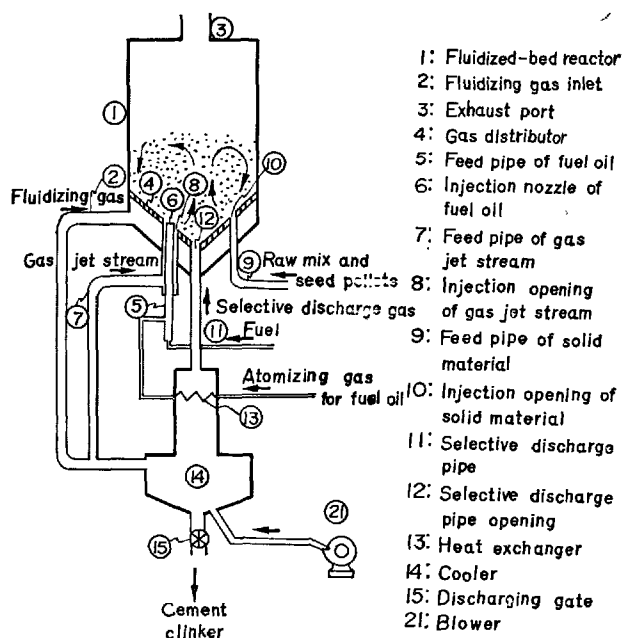 3
1
10
2
4
6
8
12
Fluidizing gas
Gas jet stream
9
Raw mix and
seed pellets
7
5
Selective discharge gas
11
Fuel
Atomizing gas
for fuel oil
13
14
21
15
Cement
clinker
1: Fluidized-bed reactor
2: Fluidizing gas inlet
3: Exhaust port
4: Gas distributor
5: Feed pipe of fuel oil
6: Injection nozzle of
fuel oil
7: Feed pipe of gas
jet stream
8: Injection opening
of gas jet stream
9: Feed pipe of solid
material
10: Injection opening of
solid material
11: Selective discharge
pipe
12: Selective discharge
pipe opening
13: Heat exchanger
14: Cooler
15: Discharging gate
21: Blower